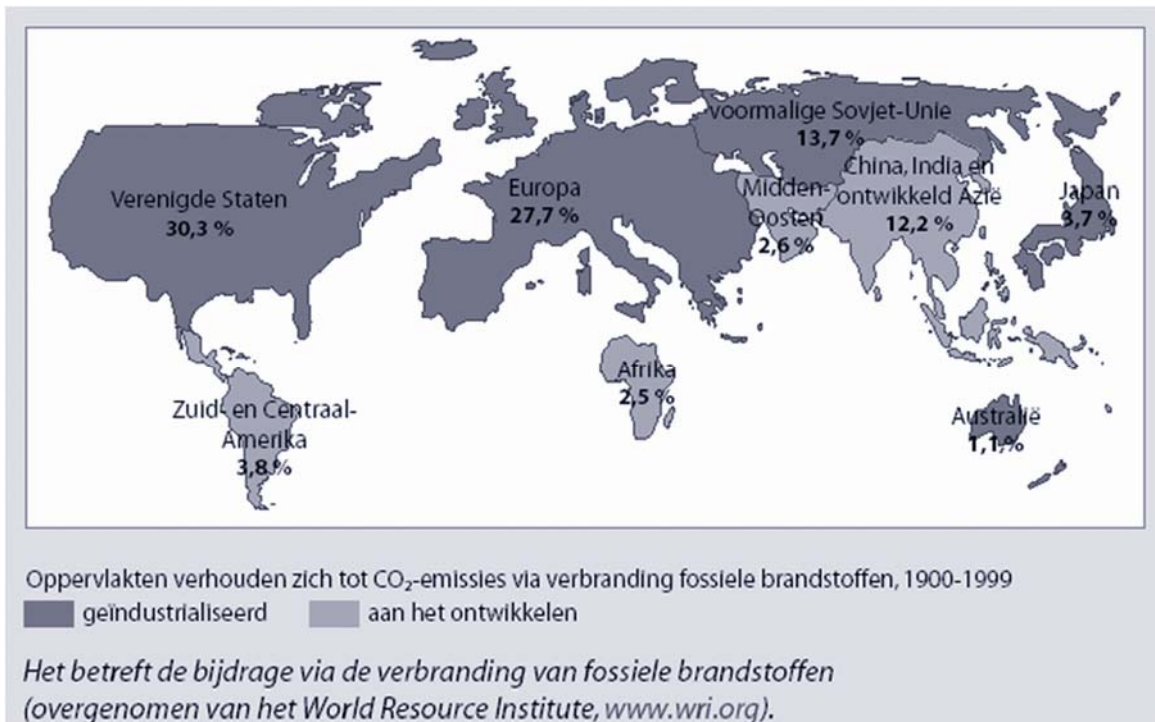 voormalige Sovjet-Unie
13,7 %
Verenigde Staten
30,3 %
Europa
27,7 %
Midden-
Oosten
2,6 %
China, India en
ontwikkeld Azië
12,2 %
Japan
3,7 %
Zuid- en Centraal-
Amerika
3,8 %
Afrika
2,5 %
Australië
1,1 %
Oppervlakten verhouden zich tot CO₂-emissies via verbranding fossiele brandstoffen, 1900-1999
geïndustrialiseerd aan het ontwikkelen
Het betreft de bijdrage via de verbranding van fossiele brandstoffen
(overgenomen van het World Resource Institute, www.wri.org).